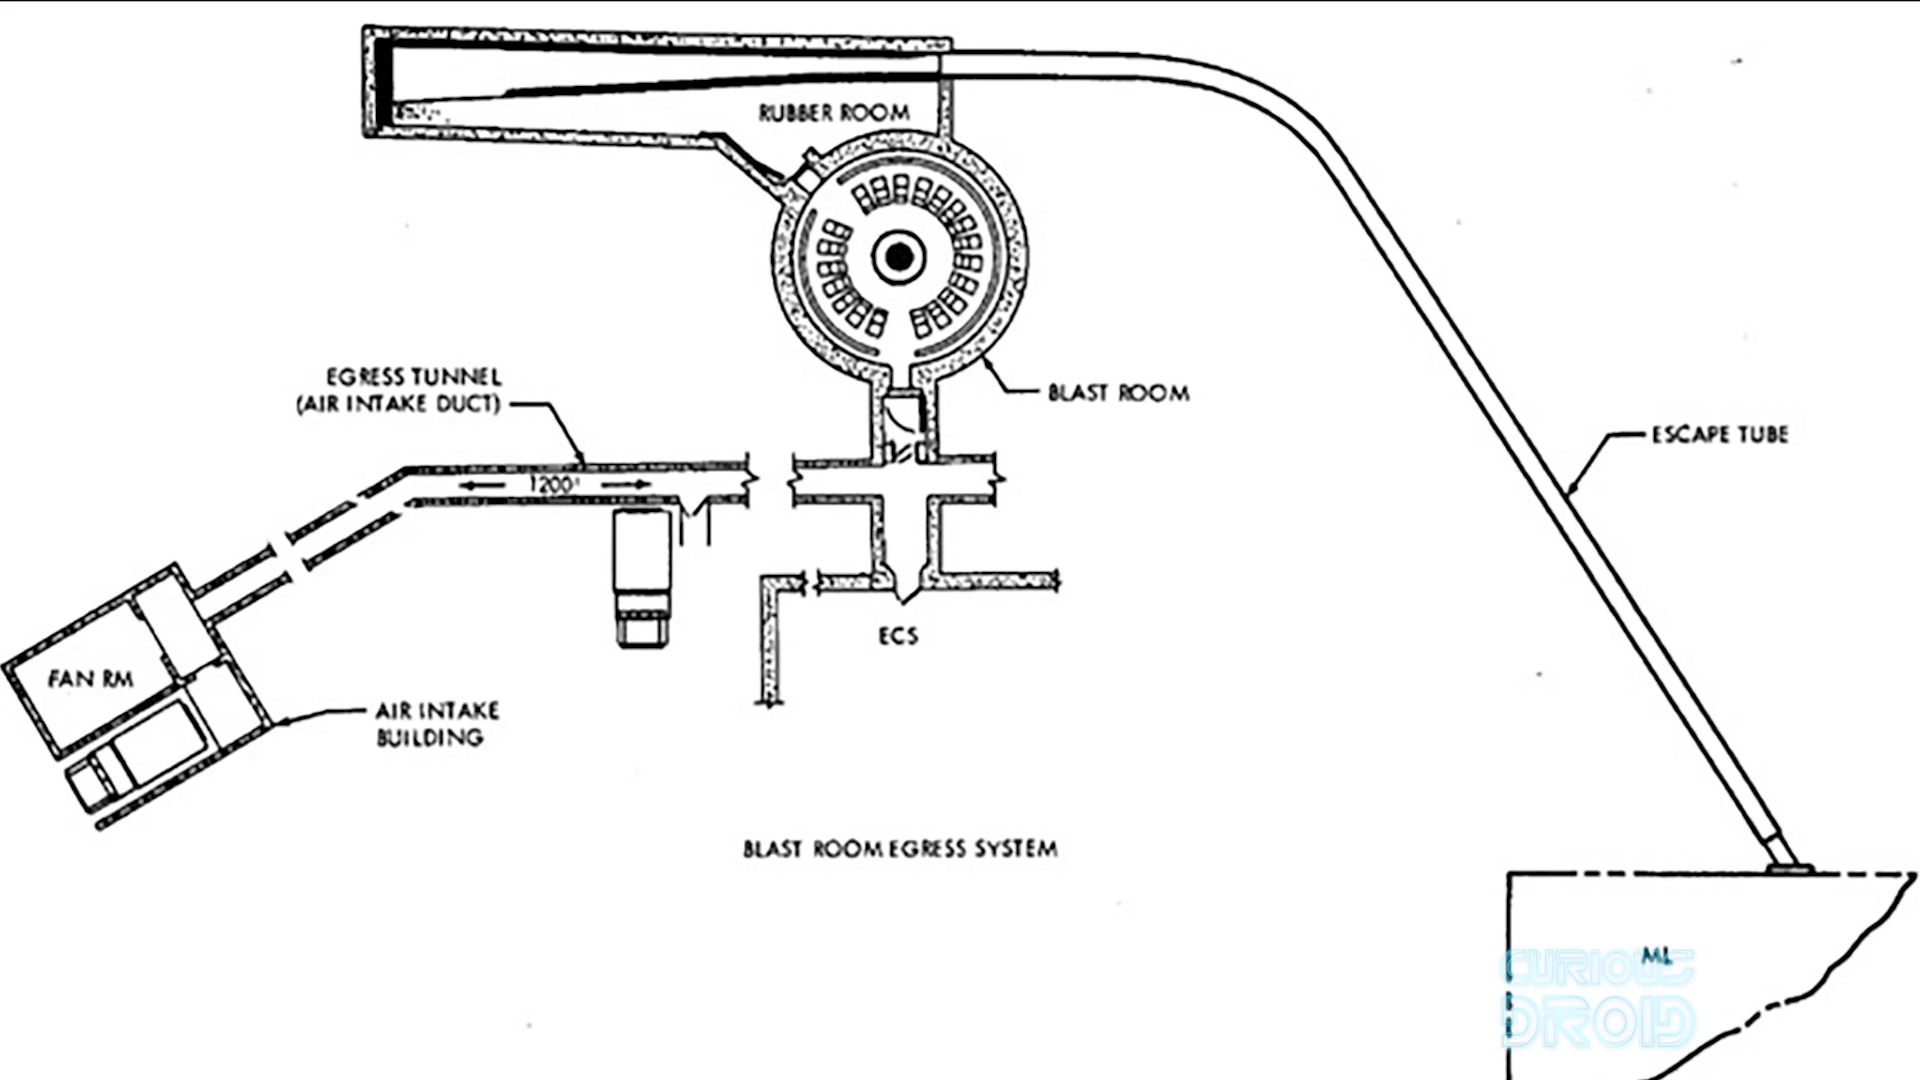 RUBBER ROOM
EGRESS TUNNEL
(AIR INTAKE DUCT)
BLAST ROOM
ESCAPE TUBE
1200'
ECS
FAN RM
AIR INTAKE
BUILDING
BLAST ROOM EGRESS SYSTEM
ML
CURIOUS
DROID